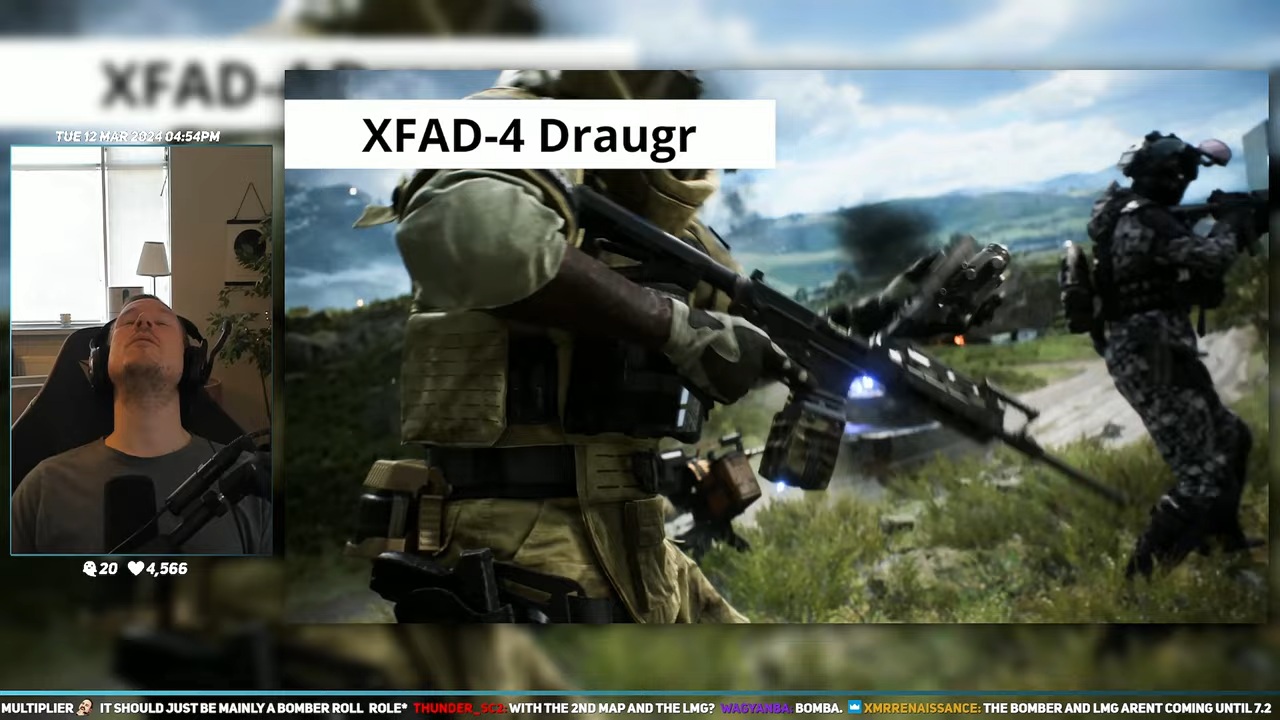 XFAD-4 Draugr
TUE 12 MAR 2024 04:54PM
20 4,566
MULTIPLIER IT SHOULD JUST BE MAINLY A BOMBER ROLL ROLE* THUNDER_SC2: WITH THE 2ND MAP AND THE LMG? WAGYANBA: BOMBA. XMRRENAISSANCE: THE BOMBER AND LMG ARENT COMING UNTIL 7.2